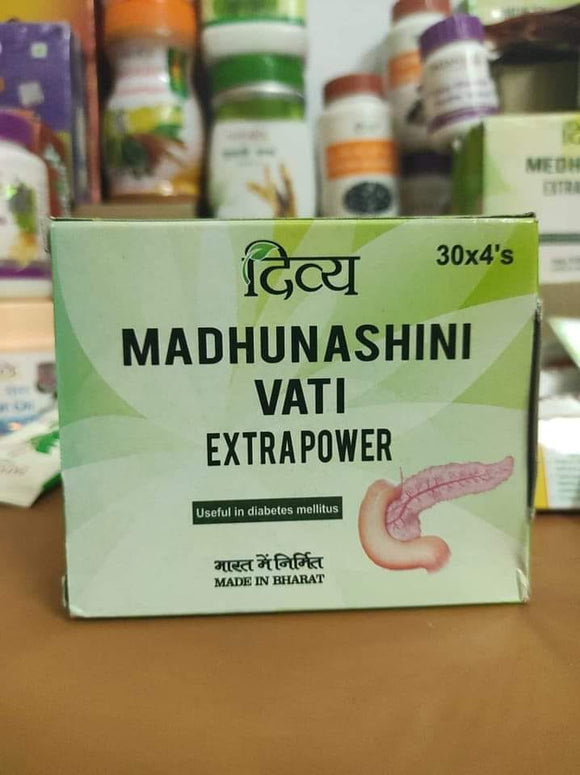 दिव्य
30x4's
MADHUNASHINI
VATI
EXTRAPOWER
Useful in diabetes mellitus
भारत में निर्मित
MADE IN BHARAT
दिव्य